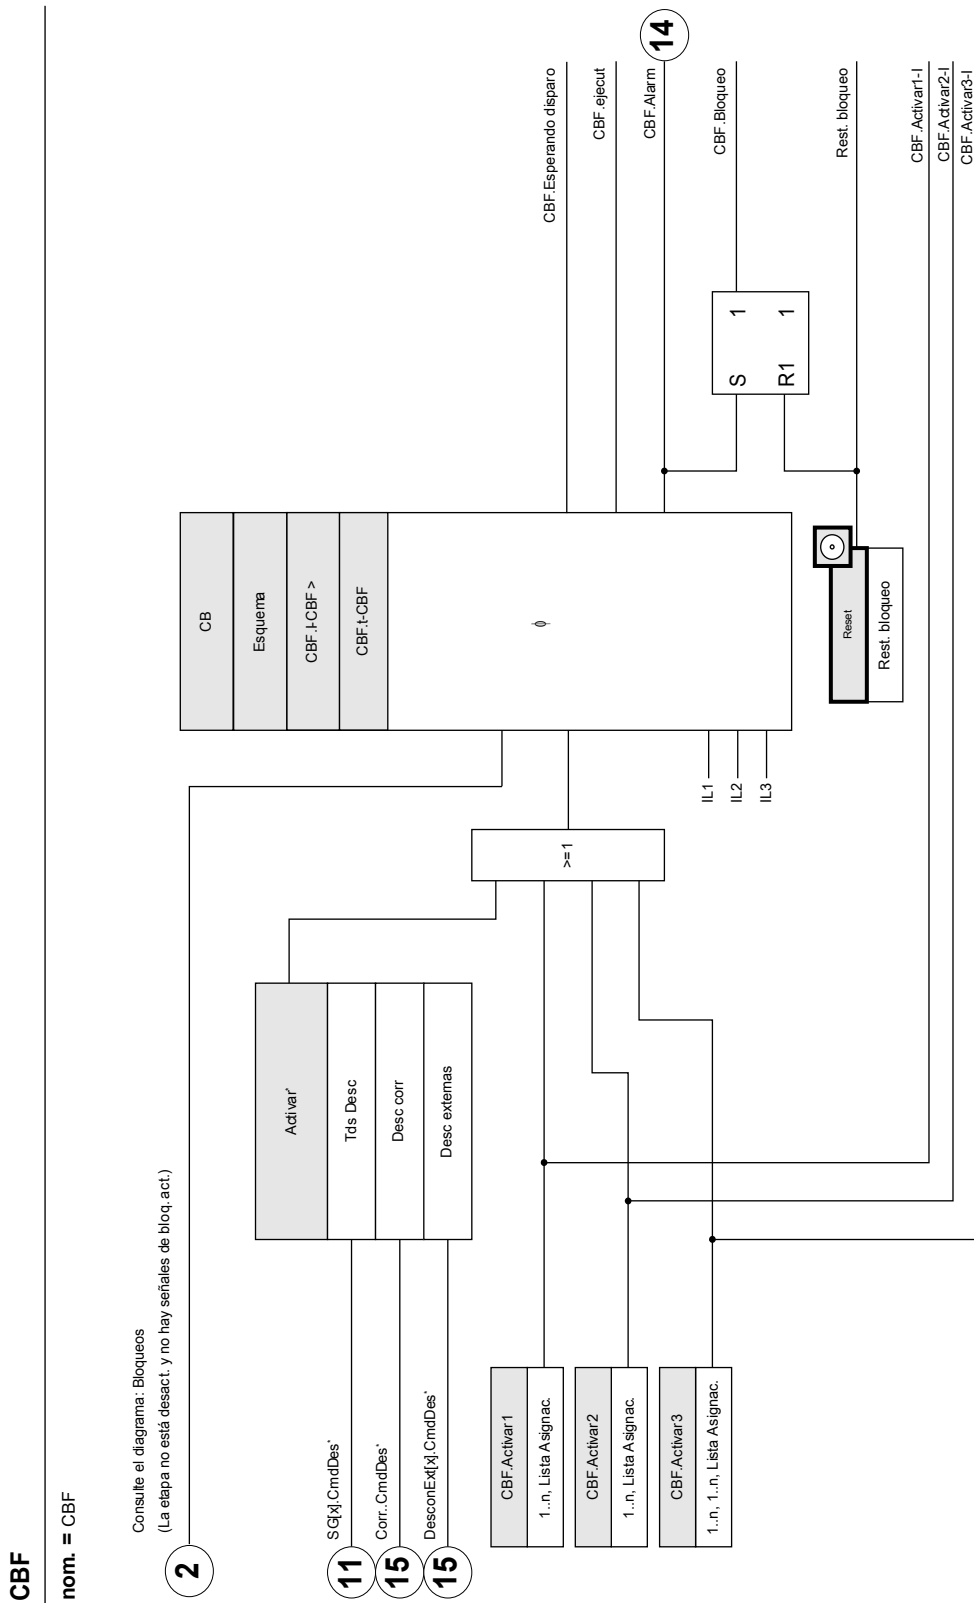 CBF
nom. = CBF
2
Consulte el diagrama: Bloqueos
(La etapa no está desact. y no hay señales de bloq. act.)
11
SG[x].CmdDes*
15
Corr..CmdDes*
15
DesconExt[x].CmdDes*
Activar*
Tds Desc
Desc corr
Desc externas
CBF.Activar1
1..n, Lista Asignac.
CBF.Activar2
1..n, Lista Asignac.
CBF.Activar3
1..n, 1..n, Lista Asignac.
>=1
IL1
IL2
IL3
CB
Esquema
CBF.I-CBF >
CBF.t-CBF
ϕ
Reset
Rest. bloqueo
S 1
R1 1
CBF.Esperando disparo
CBF.ejecut
CBF.Alarm
14
CBF.Bloqueo
Rest. bloqueo
CBF.Activar1-I
CBF.Activar2-I
CBF.Activar3-I